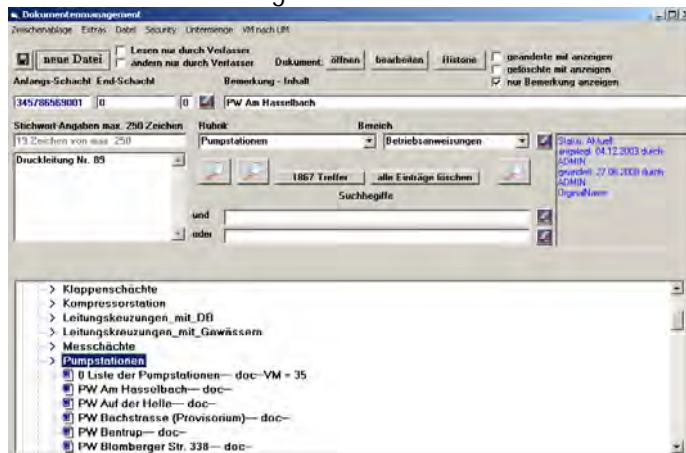 Dokumentenmanagement
Zwischenablage Extras Datei Security Untermenge VM nach UM
neue Datei
Lesen nur durch Verfasser
ändern nur durch Verfasser
Dokument: öffnen bearbeiten Historie
geänderte mit anzeigen
gelöschte mit anzeigen
nur Bemerkung anzeigen
Anfangs-Schacht End-Schacht Bemerkung - Inhalt
345786569001 0 0 PW Am Hasselbach
Stichwort-Angaben max. 250 Zeichen Rubrik Bereich
19 Zeichen von max. 250 Pumpstationen Betriebsanweisungen
Druckleitung Nr. 89
Status: Aktuell
angelegt: 04.12.2003 durch:
ADMIN
geändert: 27.06.2008 durch:
ADMIN
OriginalName:
1867 Treffer alle Einträge löschen
Suchbegiffe
und
oder
Klappenschächte
Kompressorstation
Leitungskeuzungen_mit_DB
Leitungskreuzungen_mit_Gewässern
Messchächte
Pumpstationen
0 Liste der Pumpstationen--- doc--VM = 35
PW Am Hasselbach--- doc--
PW Auf der Helle--- doc--
PW Bachstrasse (Provisorium)--- doc--
PW Bentrup--- doc--
PW Blomberger Str. 338--- doc--